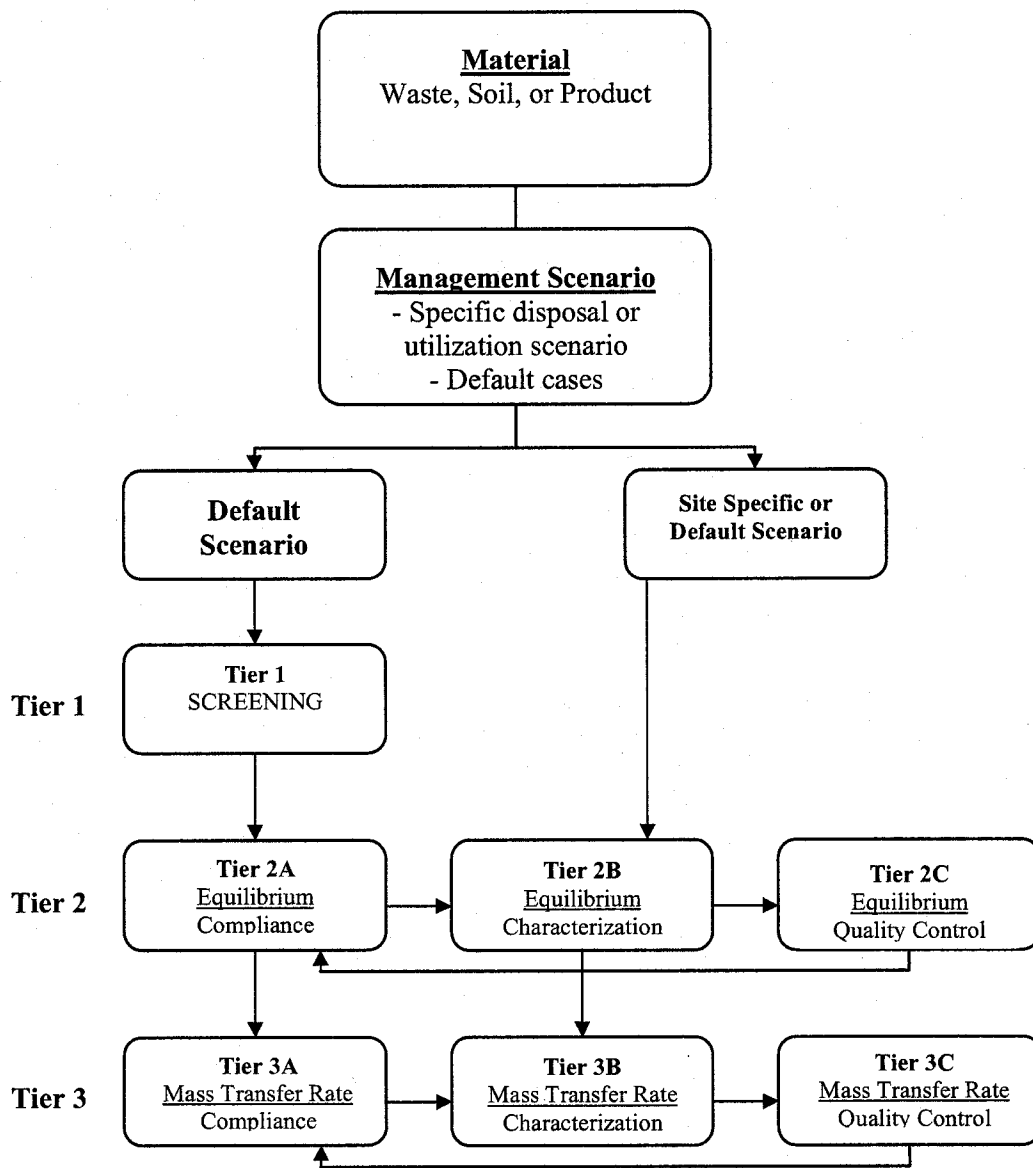 Material
Waste, Soil, or Product
Management Scenario
- Specific disposal or
utilization scenario
- Default cases
Default
Scenario
Site Specific or
Default Scenario
Tier 1
Tier 1
SCREENING
Tier 2
Tier 2A
Equilibrium
Compliance
Tier 2B
Equilibrium
Characterization
Tier 2C
Equilibrium
Quality Control
Tier 3
Tier 3A
Mass Transfer Rate
Compliance
Tier 3B
Mass Transfer Rate
Characterization
Tier 3C
Mass Transfer Rate
Quality Control